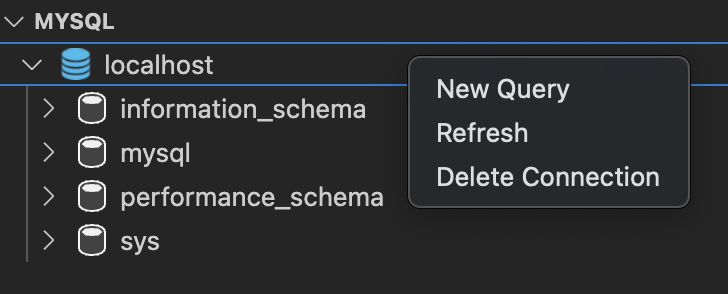 MYSQL
localhost
information_schema
mysql
performance_schema
sys
New Query
Refresh
Delete Connection